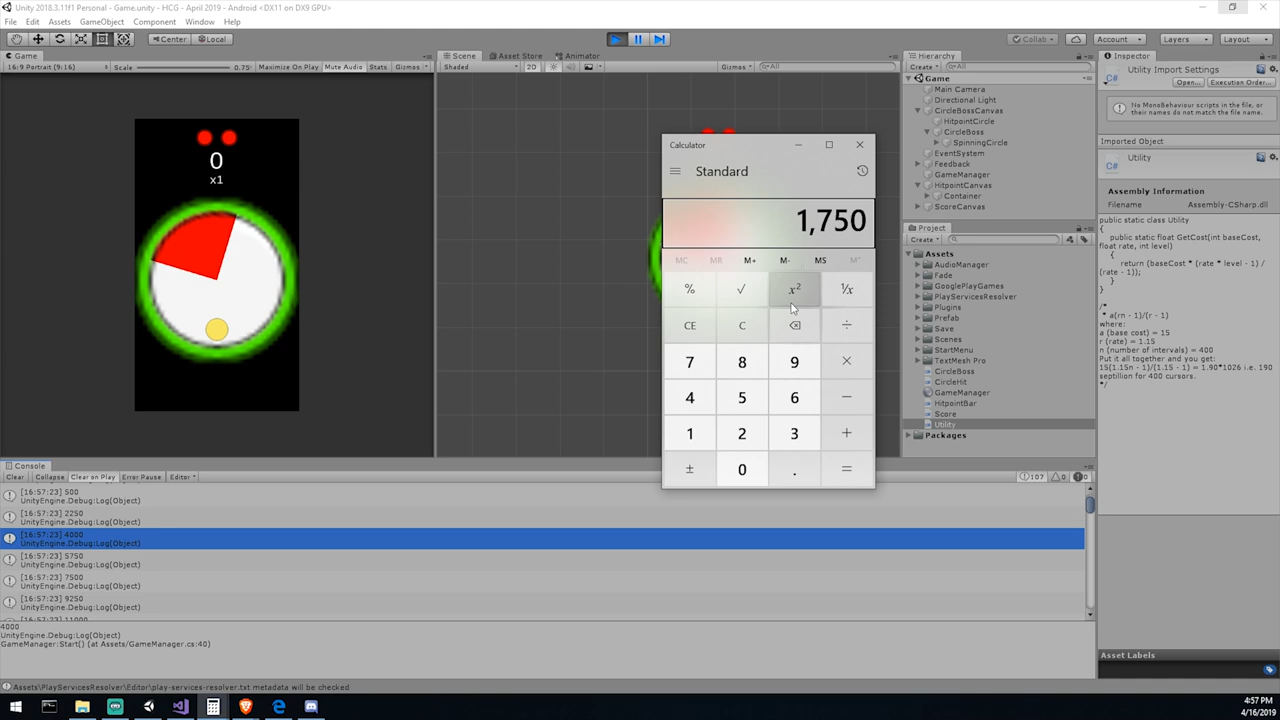 Unity 2018.3.11f1 Personal - Game.unity - HCG - April 2019 - Android <DX11 on DX9 GPU>
File Edit Assets GameObject Component Window Help
Center Local Collab Account Layers Layout
Game
16:9 Portrait (9:16) Scale 0.75 Maximize On Play Mute Audio Stats Gizmos
Scene Asset Store Animator
Shaded 2D Gizmos All
0
x1
Calculator
Standard
1,750
MC MR M+ M- MS M˅
% √ x² ¹/x
CE C ÷
7 8 9 ×
4 5 6 −
1 2 3 +
± 0 . =
Hierarchy
Create All
Game
Main Camera
Directional Light
CircleBossCanvas
HitpointCircle
CircleBoss
SpinningCircle
EventSystem
Feedback
GameManager
HitpointCanvas
Container
ScoreCanvas
Project
Create
Assets
AudioManager
Fade
GooglePlayGames
PlayServicesResolver
Plugins
Prefab
Save
Scenes
StartMenu
TextMesh Pro
CircleBoss
CircleHit
GameManager
HitpointBar
Score
Utility
Packages
Inspector
Utility Import Settings
Open... Execution Order...
No MonoBehaviour scripts in the file, or
their names do not match the file name.
Imported Object
Utility
Assembly Information
Filename Assembly-CSharp.dll
public static class Utility
{
public static float GetCost(int baseCost,
float rate, int level)
{
return (baseCost * (rate * level - 1) /
(rate - 1));
}
}
/*
* a(rn - 1)/(r - 1)
where:
a (base cost) = 15
r (rate) = 1.15
n (number of intervals) = 400
Put it all together and you get:
15(1.15n - 1)/(1.15 - 1) = 1.90*1026 i.e. 190
septillion for 400 cursors.
*/
Asset Labels
Console
Clear Collapse Clear on Play Error Pause Editor 107 0 0
[16:57:23] 500
UnityEngine.Debug:Log(Object)
[16:57:23] 2250
UnityEngine.Debug:Log(Object)
[16:57:23] 4000
UnityEngine.Debug:Log(Object)
[16:57:23] 5750
UnityEngine.Debug:Log(Object)
[16:57:23] 7500
UnityEngine.Debug:Log(Object)
[16:57:23] 9250
UnityEngine.Debug:Log(Object)
[16:57:23] 11000
4000
UnityEngine.Debug:Log(Object)
GameManager:Start() (at Assets/GameManager.cs:40)
Assets\PlayServicesResolver\Editor\play-services-resolver.txt metadata will be checked
4:57 PM
4/16/2019